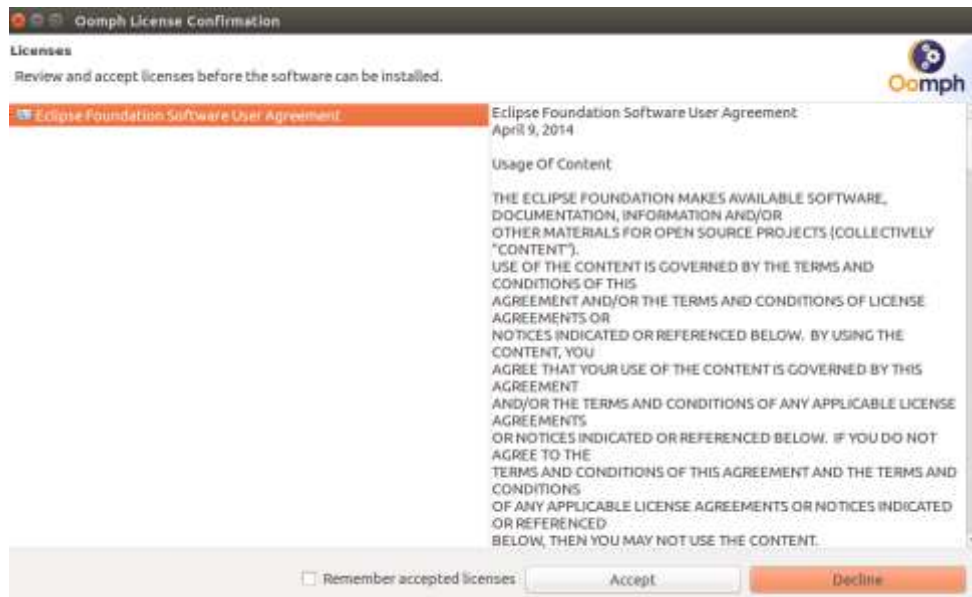 Oomph License Confirmation
Licenses
Review and accept licenses before the software can be installed.
Oomph
Eclipse Foundation Software User Agreement
Eclipse Foundation Software User Agreement
April 9, 2014
Usage Of Content
THE ECLIPSE FOUNDATION MAKES AVAILABLE SOFTWARE,
DOCUMENTATION, INFORMATION AND/OR
OTHER MATERIALS FOR OPEN SOURCE PROJECTS (COLLECTIVELY
"CONTENT").
USE OF THE CONTENT IS GOVERNED BY THE TERMS AND
CONDITIONS OF THIS
AGREEMENT AND/OR THE TERMS AND CONDITIONS OF LICENSE
AGREEMENTS OR
NOTICES INDICATED OR REFERENCED BELOW.  BY USING THE
CONTENT, YOU
AGREE THAT YOUR USE OF THE CONTENT IS GOVERNED BY THIS
AGREEMENT
AND/OR THE TERMS AND CONDITIONS OF ANY APPLICABLE LICENSE
AGREEMENTS
OR NOTICES INDICATED OR REFERENCED BELOW.  IF YOU DO NOT
AGREE TO THE
TERMS AND CONDITIONS OF THIS AGREEMENT AND THE TERMS AND
CONDITIONS
OF ANY APPLICABLE LICENSE AGREEMENTS OR NOTICES INDICATED
OR REFERENCED
BELOW, THEN YOU MAY NOT USE THE CONTENT.
Remember accepted licenses
Accept
Decline